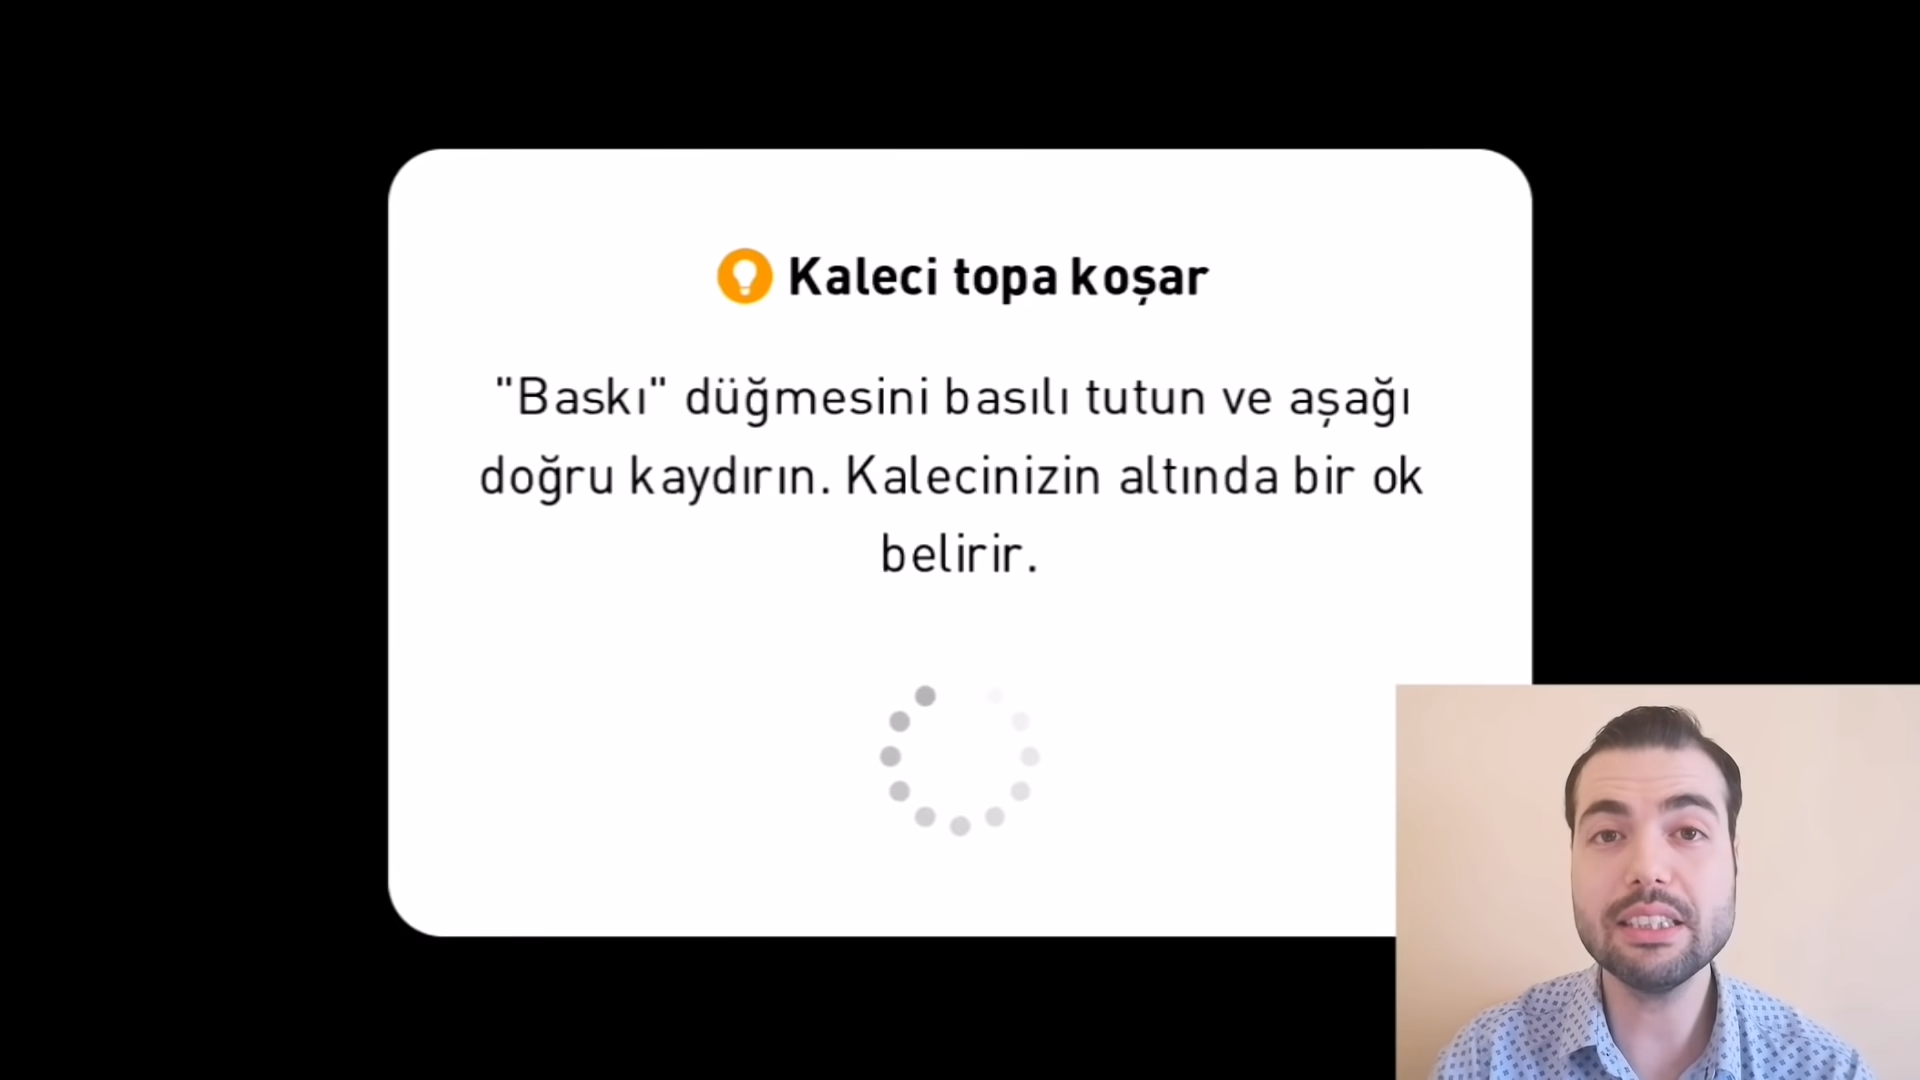 Kaleci topa koşar
"Baskı" düğmesini basılı tutun ve aşağı
doğru kaydırın. Kalecinizin altında bir ok
belirir.